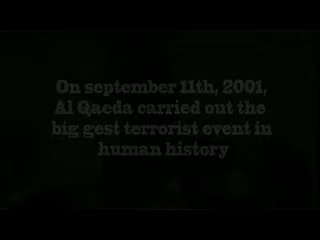 On september 11th, 2001,
Al Qaeda carried out the
big gest terrorist event in
human history